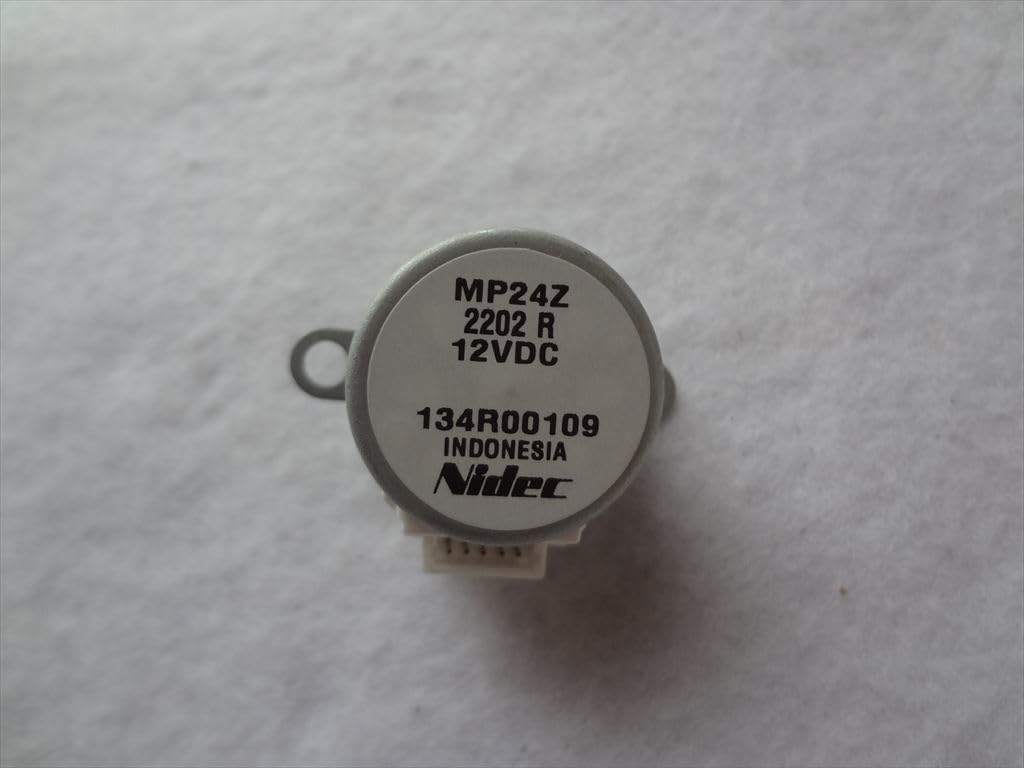 MP24Z
2202 R
12VDC
134R00109
INDONESIA
Nidec